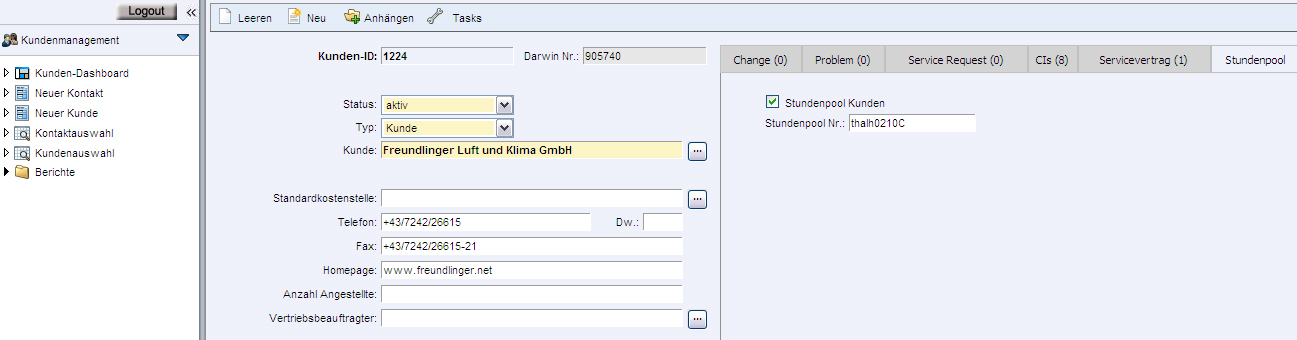 Logout «
Kundenmanagement
Kunden-Dashboard
Neuer Kontakt
Neuer Kunde
Kontaktauswahl
Kundenauswahl
Berichte
Leeren Neu Anhängen Tasks
Kunden-ID: 1224 Darwin Nr.: 905740
Status: aktiv
Typ: Kunde
Kunde: Freundlinger Luft und Klima GmbH ...
Standardkostenstelle: ...
Telefon: +43/7242/26615 Dw.:
Fax: +43/7242/26615-21
Homepage: www.freundlinger.net
Anzahl Angestellte:
Vertriebsbeauftragter: ...
Change (0) Problem (0) Service Request (0) CIs (8) Servicevertrag (1) Stundenpool
Stundenpool Kunden
Stundenpool Nr.: thalh0210C